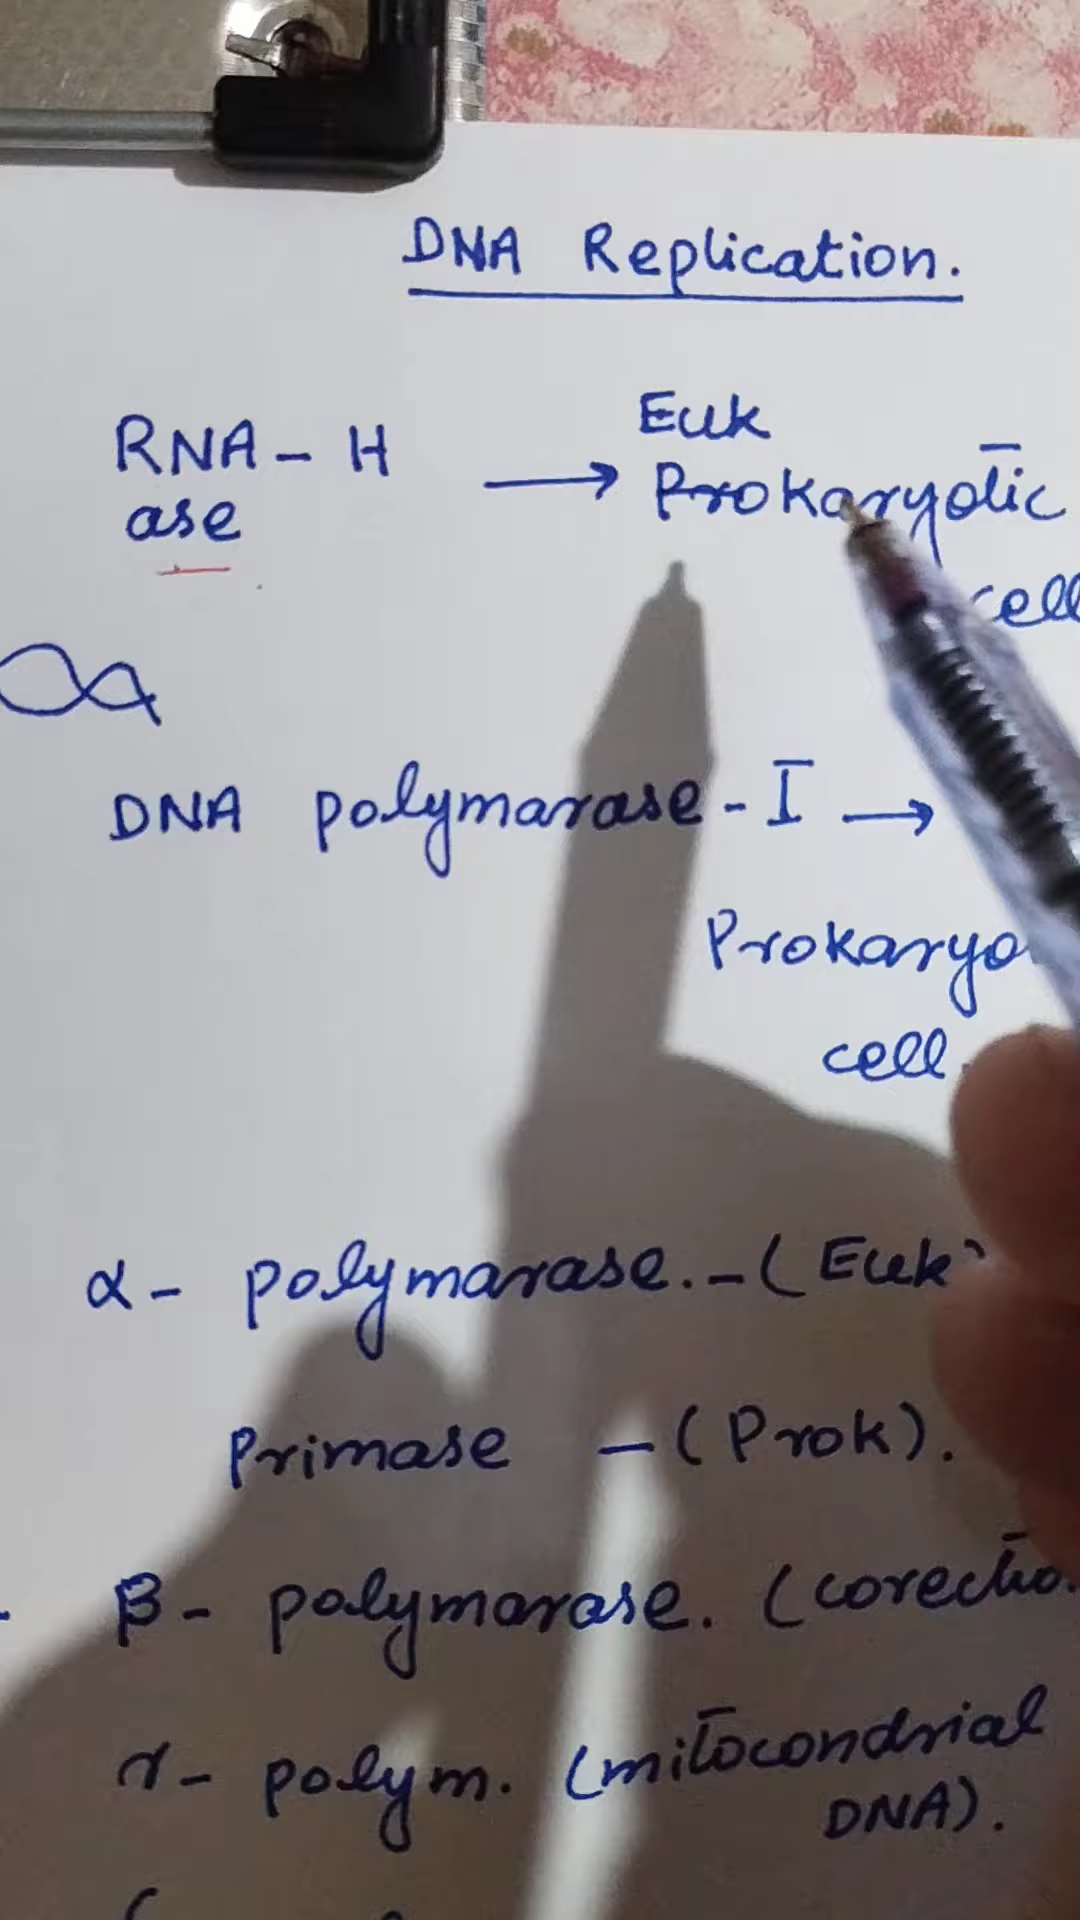 DNA Replication.
Euk
RNA - H → Prokaryotic
ase
cell
DNA polymarase - I →
Prokaryo
cell.
α - polymarase. - (Euk)
Primase - (Prok).
β - polymarase. (corectio
γ - polym. (mitocondrial
DNA).